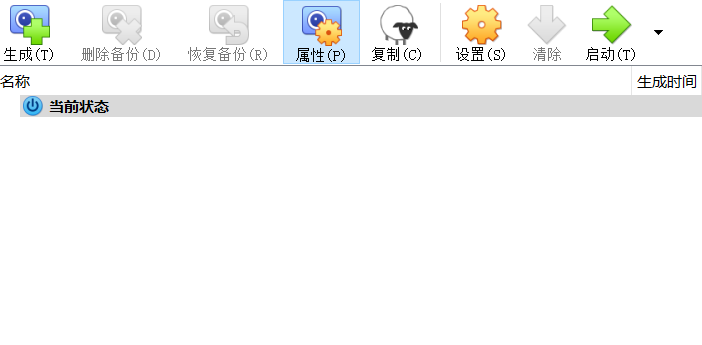 生成(T) 删除备份(D) 恢复备份(R) 属性(P) 复制(C) 设置(S) 清除 启动(T)
名称 生成时间
当前状态